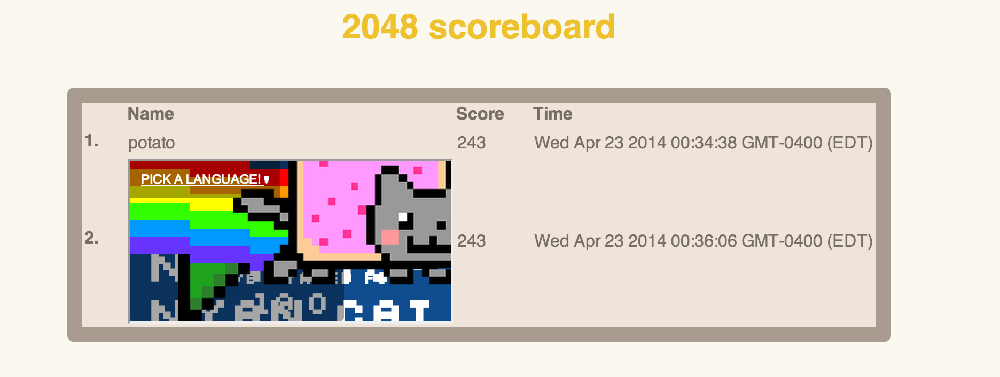 2048 scoreboard
Name Score Time
1. potato 243 Wed Apr 23 2014 00:34:38 GMT-0400 (EDT)
PICK A LANGUAGE!
2. 243 Wed Apr 23 2014 00:36:06 GMT-0400 (EDT)
cat